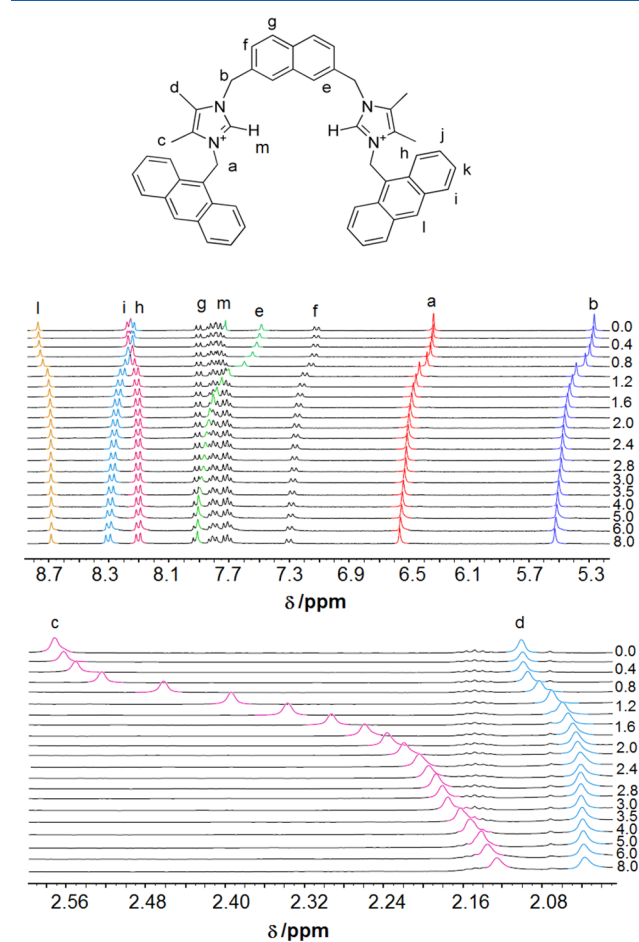 g
f
b
e
d
N
N
c
N⁺
H
H
N⁺
m
h
j
a
k
i
l
l
i h
g
m
e
f
a
b
0.0
0.4
0.8
1.2
1.6
2.0
2.4
2.8
3.0
3.5
4.0
5.0
6.0
8.0
8.7 8.3 8.1 7.7 7.3 6.9 6.5 6.1 5.7 5.3
δ /ppm
c
d
0.0
0.4
0.8
1.2
1.6
2.0
2.4
2.8
3.0
3.5
4.0
5.0
6.0
8.0
2.56 2.48 2.40 2.32 2.24 2.16 2.08
δ /ppm